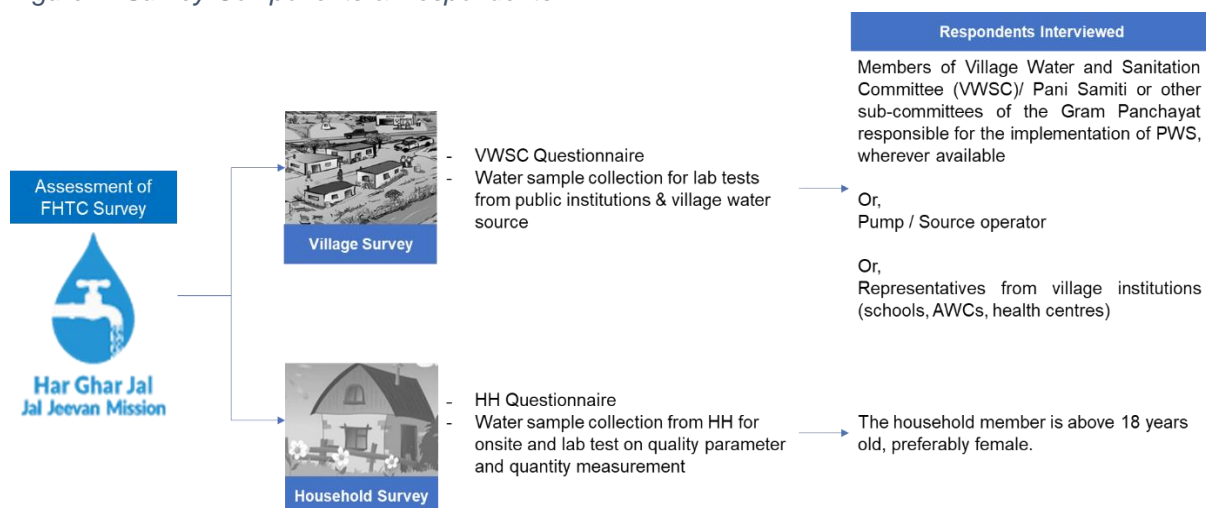 Respondents Interviewed
Members of Village Water and Sanitation
Committee (VWSC)/ Pani Samiti or other
sub-committees of the Gram Panchayat
responsible for the implementation of PWS,
wherever available
Or,
Pump / Source operator
Or,
Representatives from village institutions
(schools, AWCs, health centres)
Assessment of
FHTC Survey
Har Ghar Jal
Jal Jeevan Mission
- VWSC Questionnaire
- Water sample collection for lab tests
from public institutions & village water
source
Village Survey
- HH Questionnaire
- Water sample collection from HH for
onsite and lab test on quality parameter
and quantity measurement
Household Survey
The household member is above 18 years
old, preferably female.